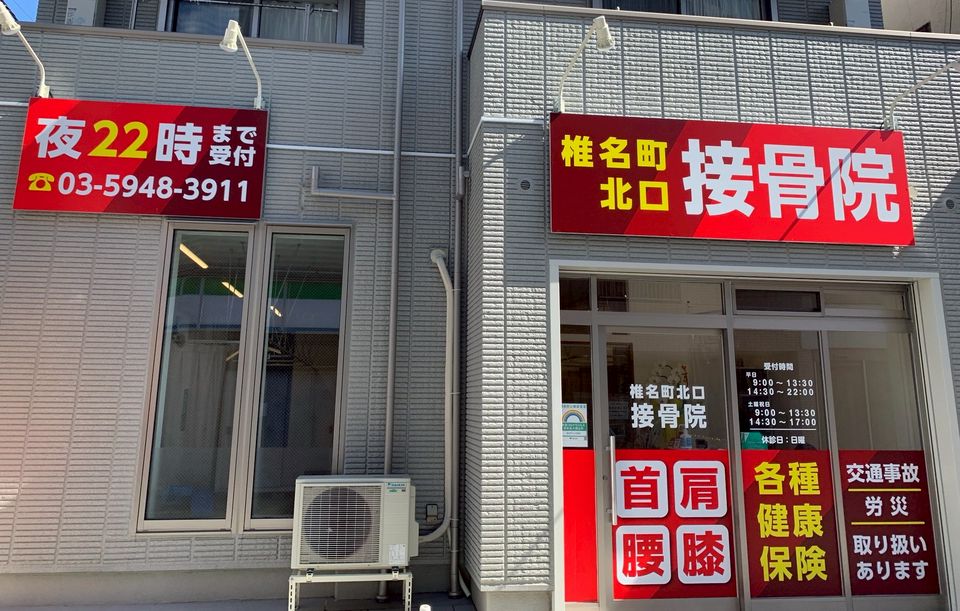 夜22時まで
受付
☎03-5948-3911
椎名町
北口
接骨院
椎名町北口
接骨院
受付時間
平日
9:00～13:30
14:30～22:00
土曜祝日
9:00～13:30
14:30～17:00
休診日：日曜
首肩
腰膝
各種
健康
保険
交通事故
労災
取り扱い
あります